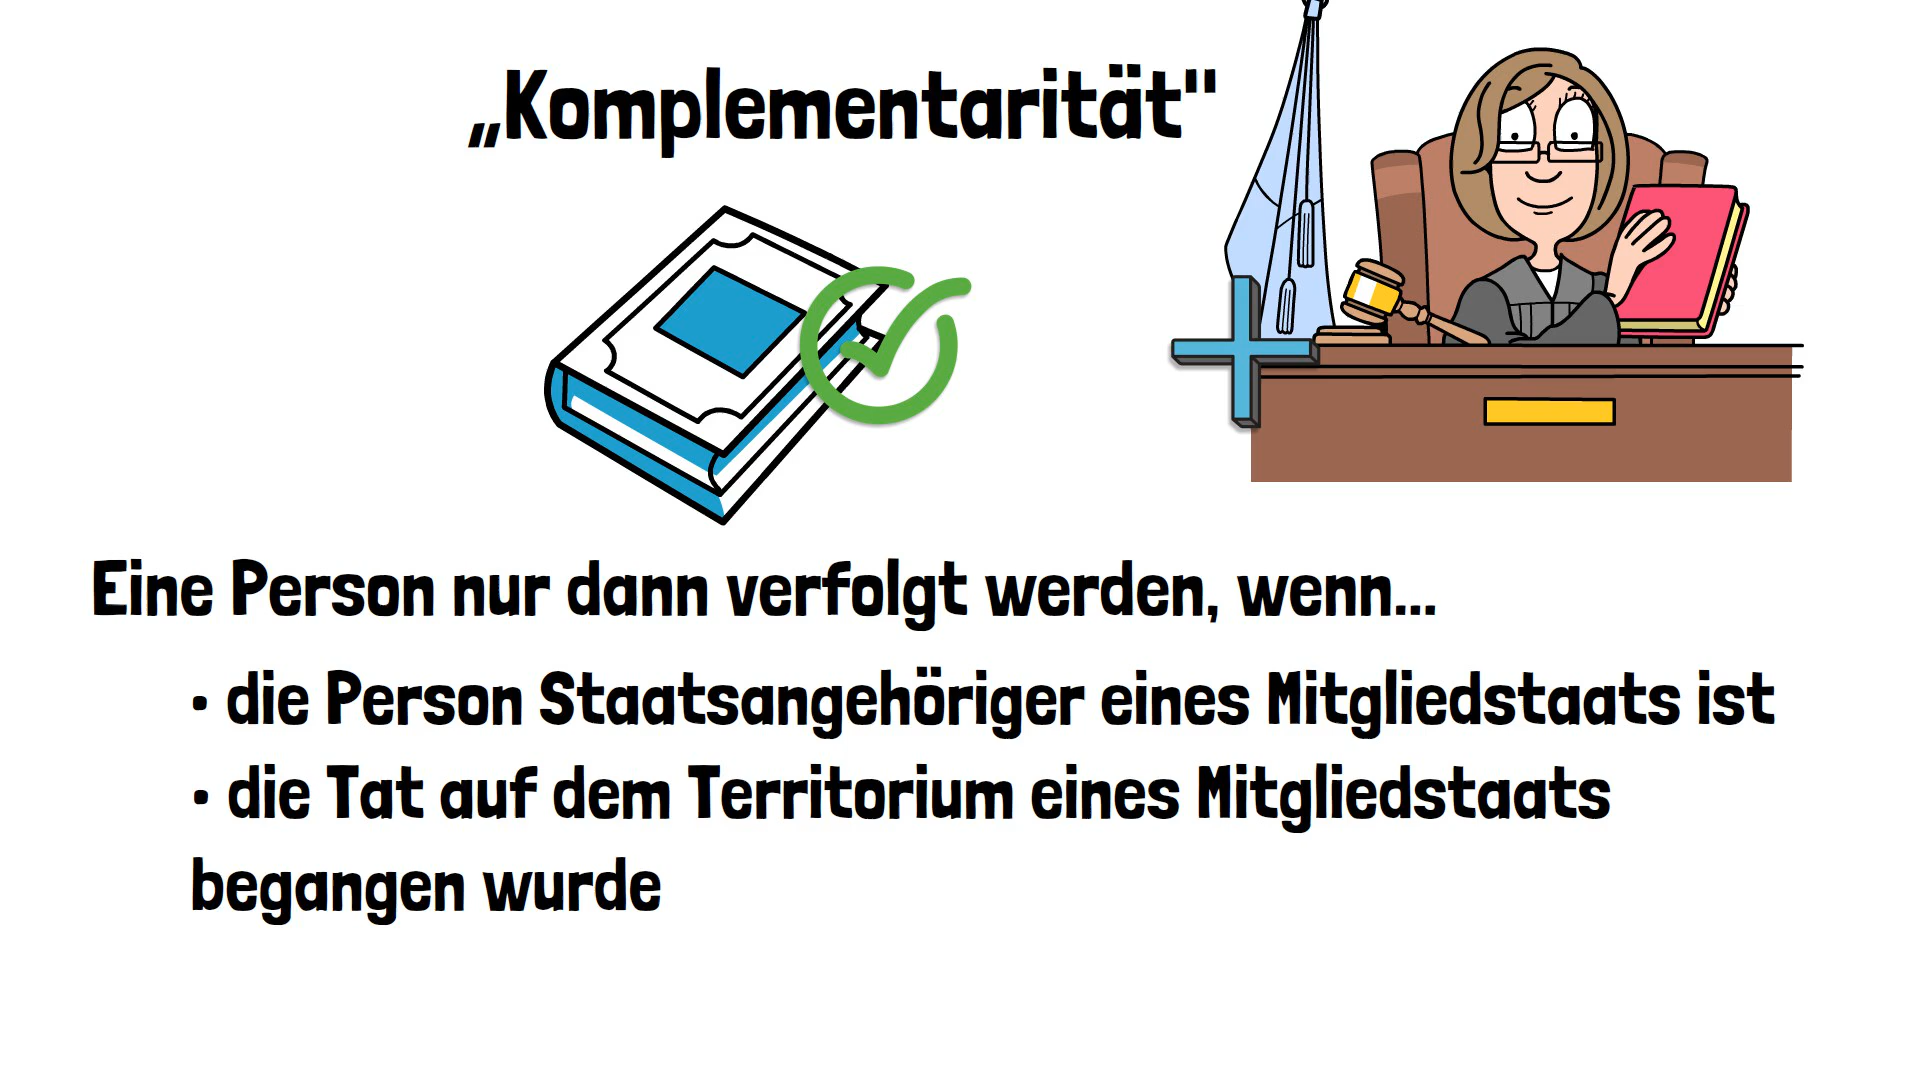 „Komplementarität"
Eine Person nur dann verfolgt werden, wenn...
• die Person Staatsangehöriger eines Mitgliedstaats ist
• die Tat auf dem Territorium eines Mitgliedstaats
begangen wurde